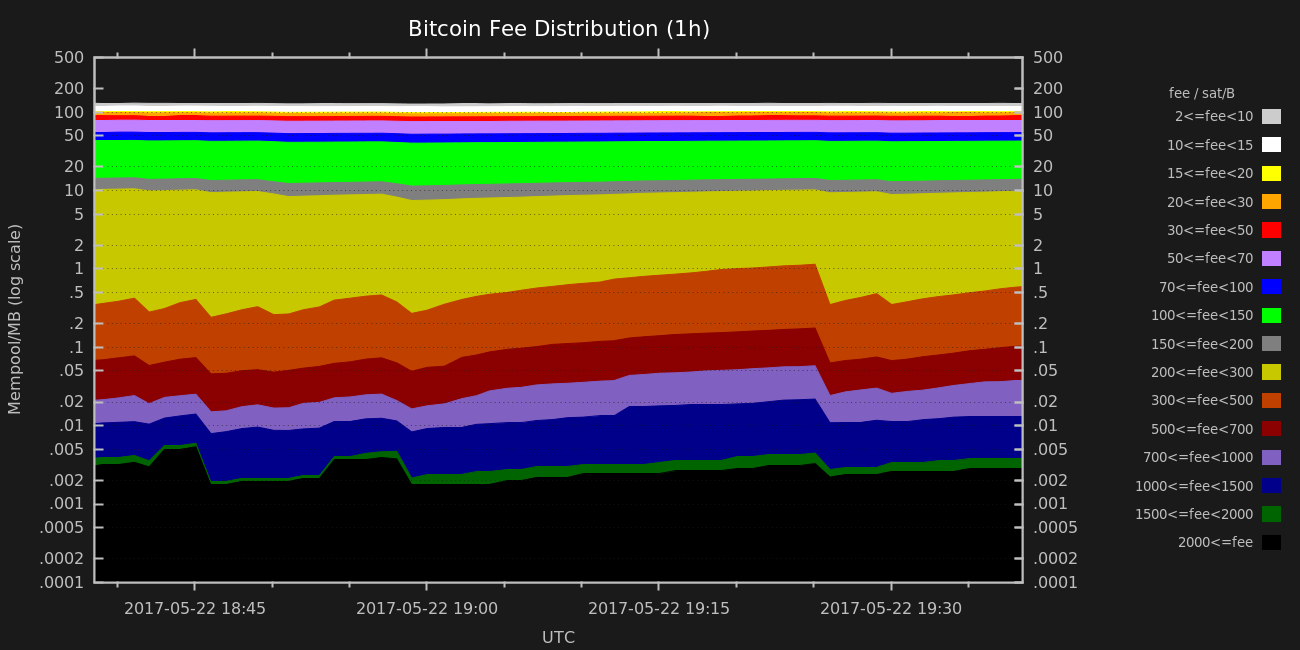 Bitcoin Fee Distribution (1h)
500 500
200 200
100 100
50 50
20 20
10 10
5 5
2 2
1 1
.5 .5
.2 .2
.1 .1
.05 .05
.02 .02
.01 .01
.005 .005
.002 .002
.001 .001
.0005 .0005
.0002 .0002
.0001 .0001
Mempool/MB (log scale)
2017-05-22 18:45 2017-05-22 19:00 2017-05-22 19:15 2017-05-22 19:30
UTC
fee / sat/B
2<=fee<10
10<=fee<15
15<=fee<20
20<=fee<30
30<=fee<50
50<=fee<70
70<=fee<100
100<=fee<150
150<=fee<200
200<=fee<300
300<=fee<500
500<=fee<700
700<=fee<1000
1000<=fee<1500
1500<=fee<2000
2000<=fee